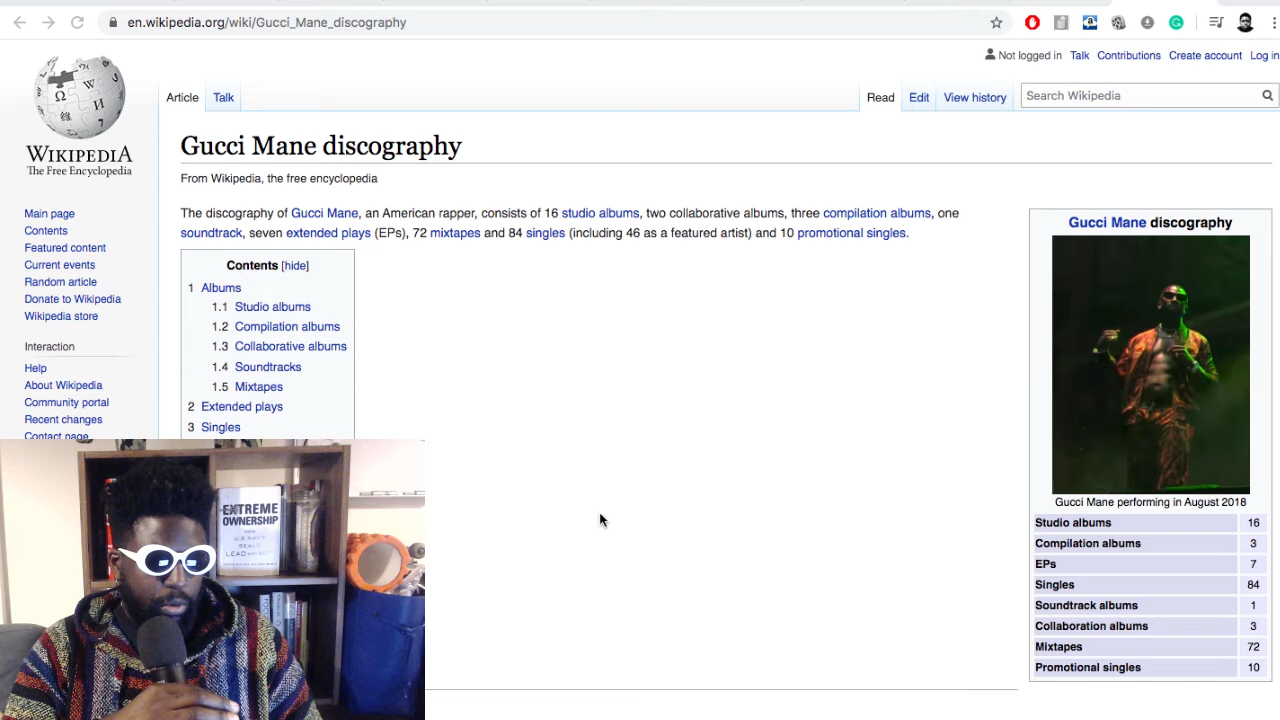 en.wikipedia.org/wiki/Gucci_Mane_discography
Not logged in Talk Contributions Create account Log in
Article Talk Read Edit View history Search Wikipedia
WIKIPEDIA
The Free Encyclopedia
Main page
Contents
Featured content
Current events
Random article
Donate to Wikipedia
Wikipedia store
Interaction
Help
About Wikipedia
Community portal
Recent changes
Contact page
Gucci Mane discography
From Wikipedia, the free encyclopedia
The discography of Gucci Mane, an American rapper, consists of 16 studio albums, two collaborative albums, three compilation albums, one
soundtrack, seven extended plays (EPs), 72 mixtapes and 84 singles (including 46 as a featured artist) and 10 promotional singles.
Contents [hide]
1 Albums
1.1 Studio albums
1.2 Compilation albums
1.3 Collaborative albums
1.4 Soundtracks
1.5 Mixtapes
2 Extended plays
3 Singles
Gucci Mane discography
Gucci Mane performing in August 2018
Studio albums 16
Compilation albums 3
EPs 7
Singles 84
Soundtrack albums 1
Collaboration albums 3
Mixtapes 72
Promotional singles 10
EXTREME
OWNERSHIP
U.S. NAVY
SEALS
LEAD AND